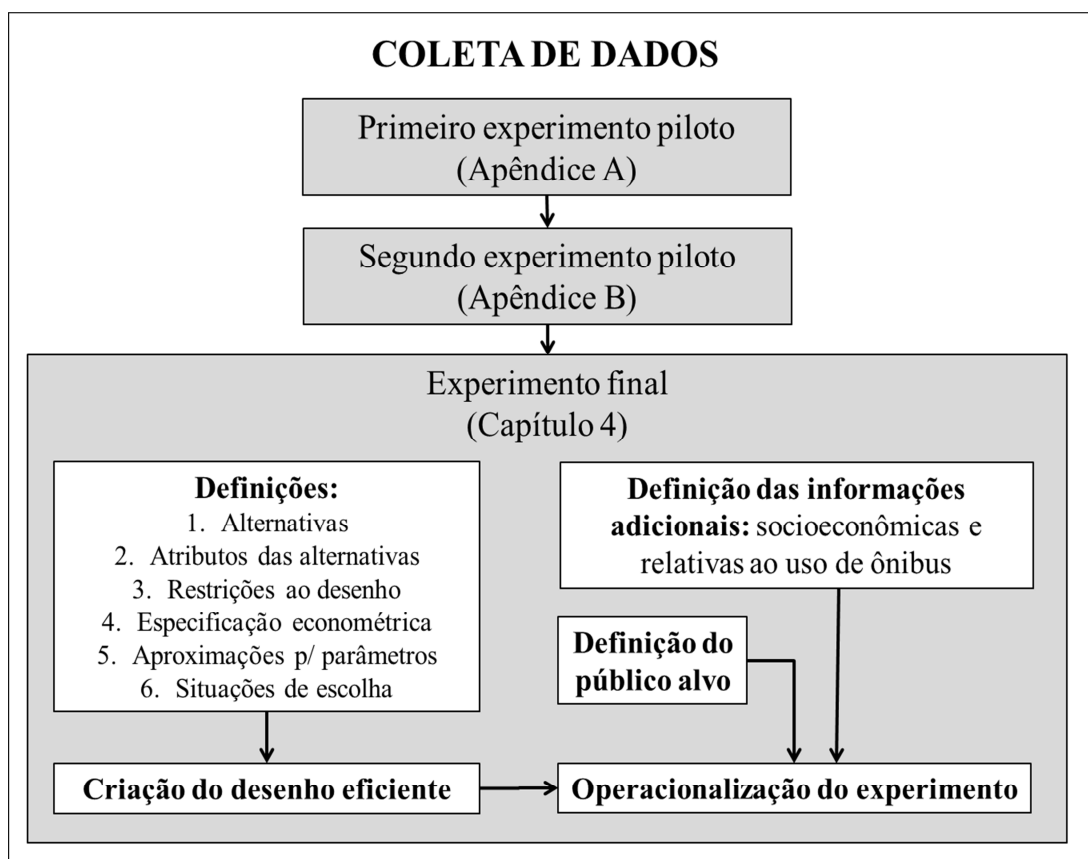 COLETA DE DADOS
Primeiro experimento piloto
(Apêndice A)
Segundo experimento piloto
(Apêndice B)
Experimento final
(Capítulo 4)
Definições:
1. Alternativas
2. Atributos das alternativas
3. Restrições ao desenho
4. Especificação econométrica
5. Aproximações p/ parâmetros
6. Situações de escolha
Definição das informações
adicionais: socioeconômicas e
relativas ao uso de ônibus
Definição do
público alvo
Criação do desenho eficiente
Operacionalização do experimento